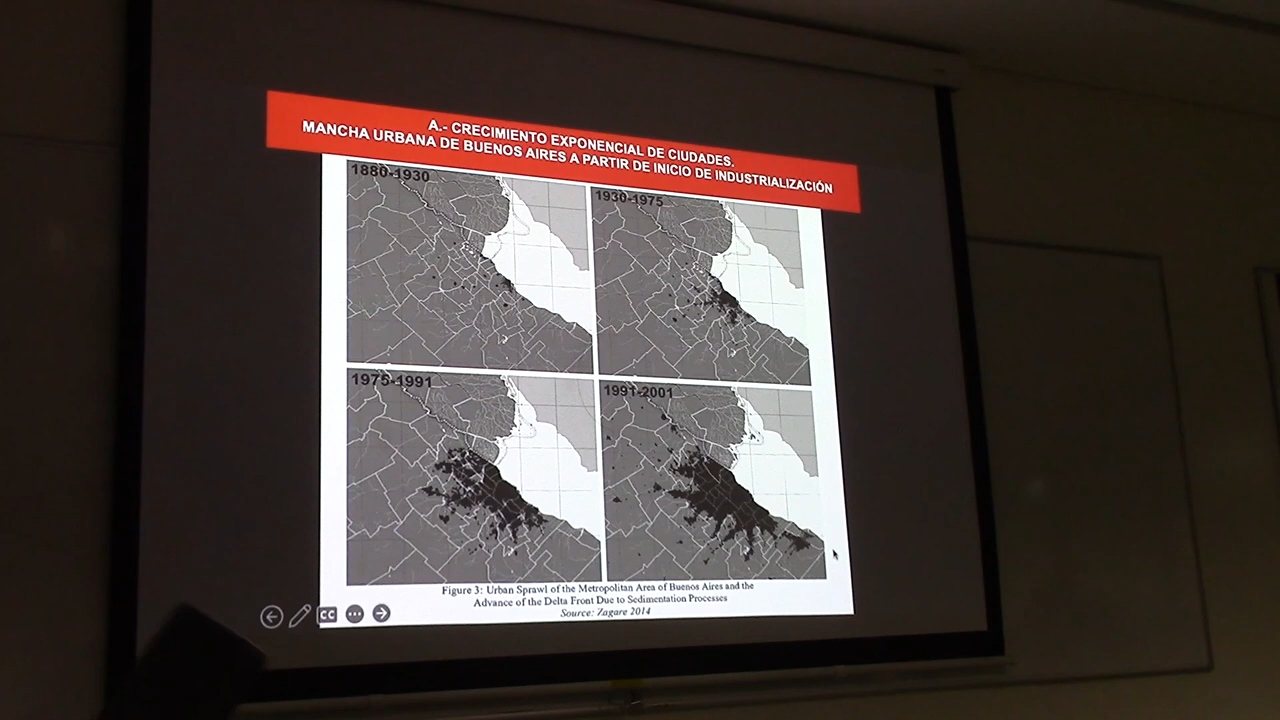 A.- CRECIMIENTO EXPONENCIAL DE CIUDADES.
MANCHA URBANA DE BUENOS AIRES A PARTIR DE INICIO DE INDUSTRIALIZACIÓN
1880-1930
1930-1975
1975-1991
1991-2001
Figure 3: Urban Sprawl of the Metropolitan Area of Buenos Aires and the
Advance of the Delta Front Due to Sedimentation Processes
Source: Zagare 2014
CC